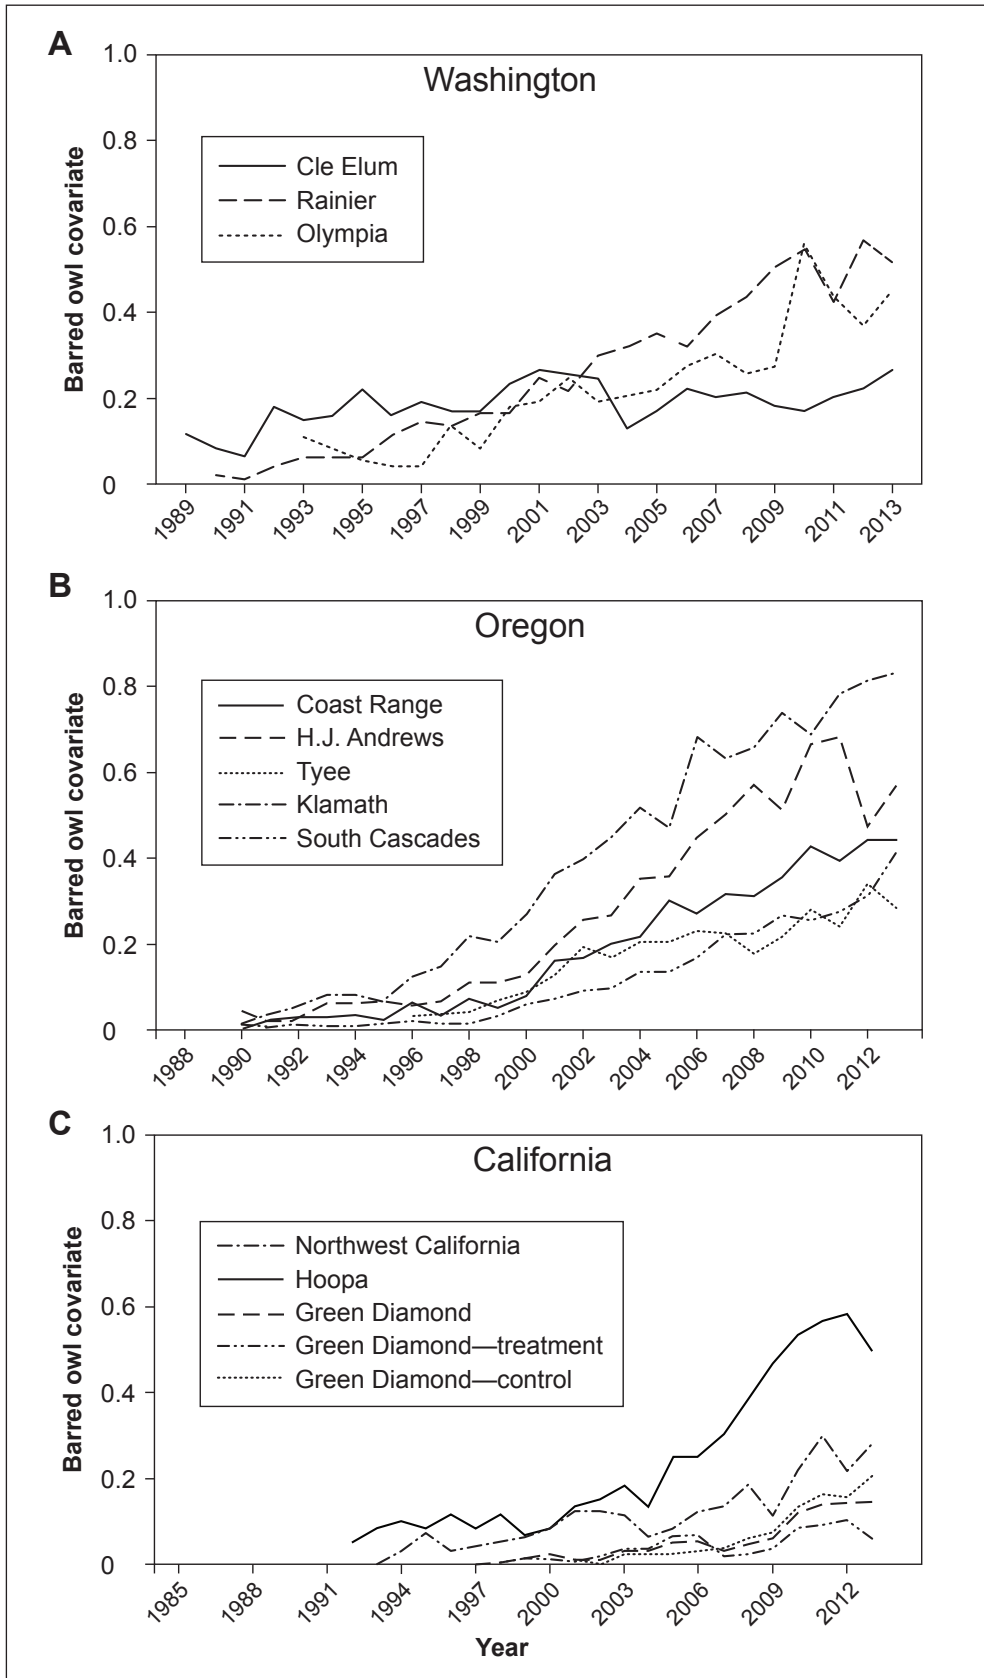 A
Washington
Barred owl covariate
1.0
0.8
0.6
0.4
0.2
0
Cle Elum
Rainier
Olympia
1989 1991 1993 1995 1997 1999 2001 2003 2005 2007 2009 2011 2013
B
Oregon
Barred owl covariate
1.0
0.8
0.6
0.4
0.2
0
Coast Range
H.J. Andrews
Tyee
Klamath
South Cascades
1988 1990 1992 1994 1996 1998 2000 2002 2004 2006 2008 2010 2012
C
California
Barred owl covariate
1.0
0.8
0.6
0.4
0.2
0
Northwest California
Hoopa
Green Diamond
Green Diamond—treatment
Green Diamond—control
1985 1988 1991 1994 1997 2000 2003 2006 2009 2012
Year